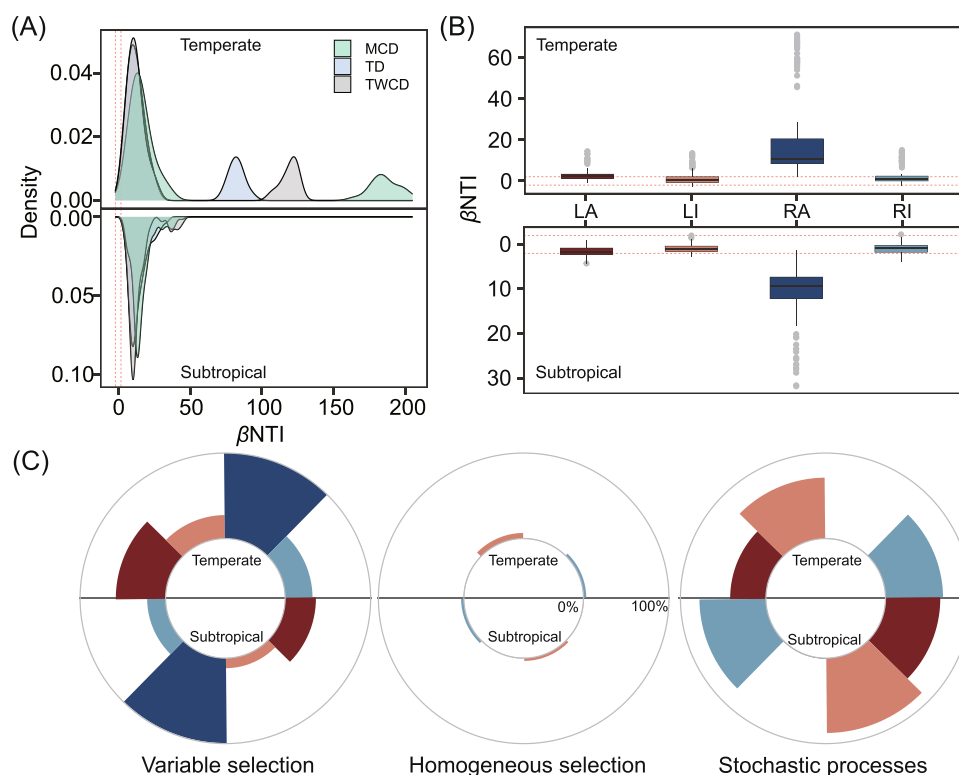 (A)
Temperate
MCD
TD
TWCD
0.04
0.02
0.00
Density
0.00
0.05
0.10
Subtropical
0 50 100 150 200
βNTI
(B)
Temperate
60
40
20
0
βNTI
LA LI RA RI
0
10
20
30
Subtropical
(C)
Temperate
Subtropical
Variable selection
Temperate
0% 100%
Subtropical
Homogeneous selection
Temperate
Subtropical
Stochastic processes